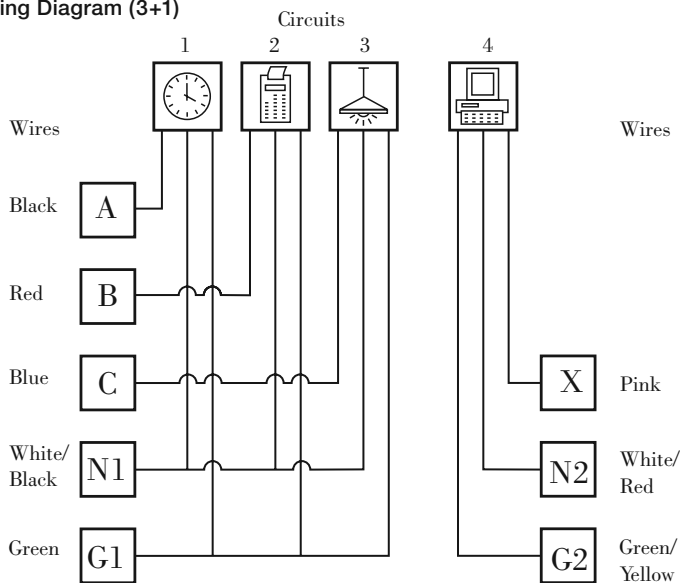 ing Diagram (3+1)
Circuits
1 2 3 4
Wires Wires
Black A
Red B
Blue C
X Pink
White/
Black N1
N2 White/
Red
Green G1
G2 Green/
Yellow